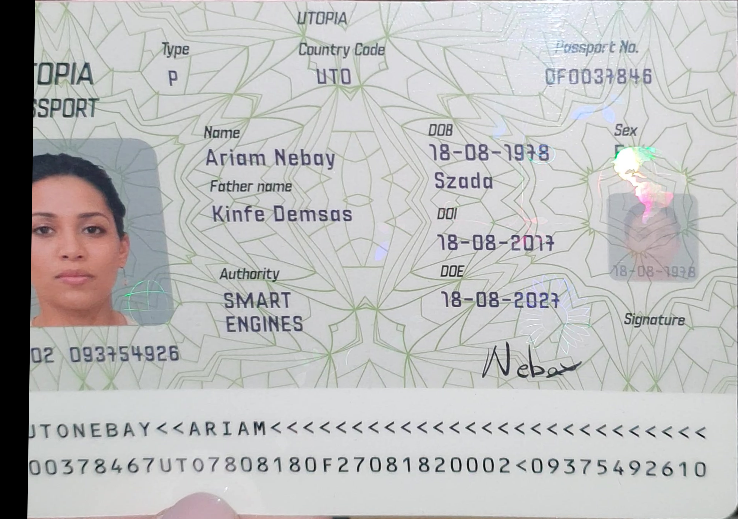 UTOPIA
Type Country Code Passport No.
P UTO 0F0037846
TOPIA
SSPORT
Name DOB Sex
Ariam Nebay 18-08-1978 F
Father name Szada
Kinfe Demsas DOI
18-08-2017
18-08-1978
Authority DOE
SMART 18-08-2027
ENGINES
Signature
02 093754926
Nebay
UTONEBAY<<ARIAM<<<<<<<<<<<<<<<<<<<<<<<<<<
00378467UTO7808180F27081820002<09375492610